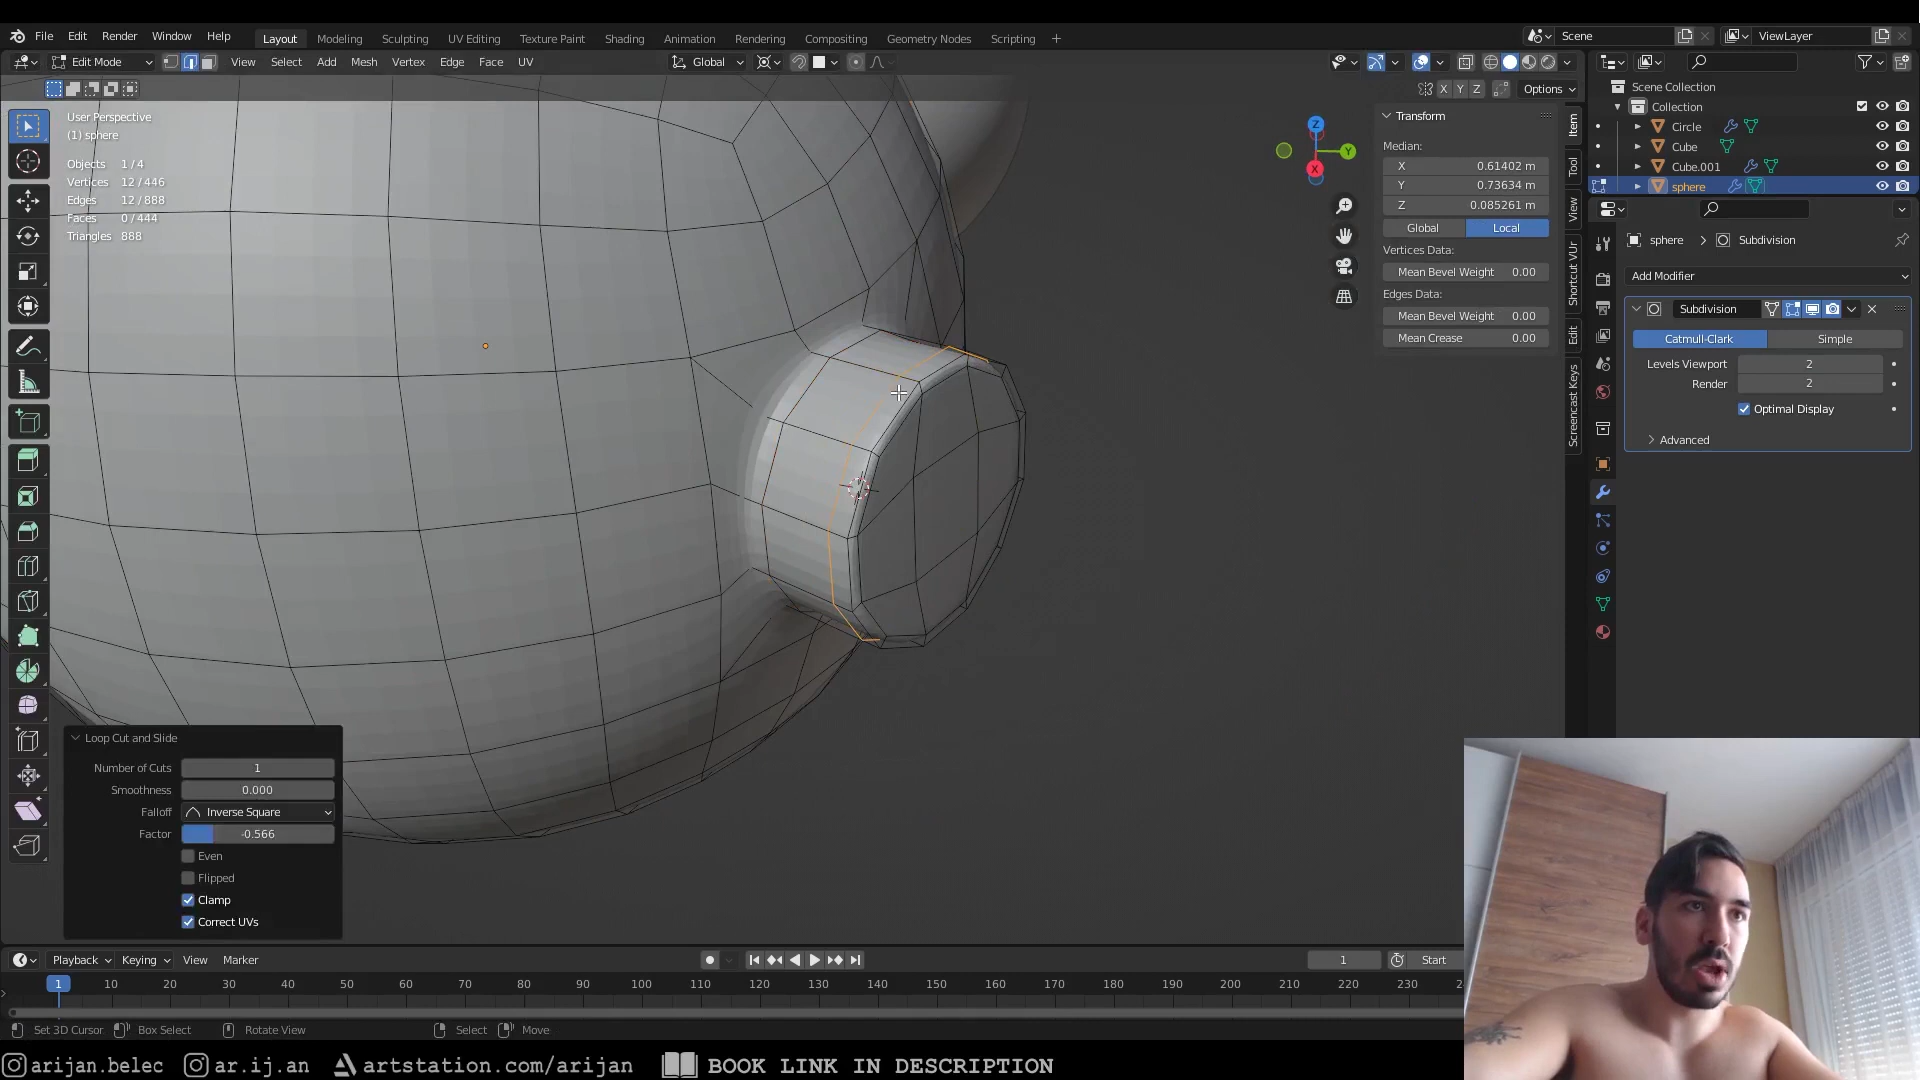 File Edit Render Window Help Layout Modeling Sculpting UV Editing Texture Paint Shading Animation Rendering Compositing Geometry Nodes Scripting + Scene ViewLayer
Edit Mode View Select Add Mesh Vertex Edge Face UV Global
X Y Z Options
User Perspective
(1) sphere
Objects 1/4
Vertices 12/446
Edges 12/888
Faces 0/444
Triangles 888
Z
Y
X
Transform
Median:
X 0.61402 m
Y 0.73634 m
Z 0.085261 m
Global Local
Vertices Data:
Mean Bevel Weight 0.00
Edges Data:
Mean Bevel Weight 0.00
Mean Crease 0.00
Item
Tool
View
Shortcut VUr
Edit
Screencast Keys
Scene Collection
Collection
Circle
Cube
Cube.001
sphere
sphere > Subdivision
Add Modifier
Subdivision
Catmull-Clark Simple
Levels Viewport 2
Render 2
Optimal Display
Advanced
Loop Cut and Slide
Number of Cuts 1
Smoothness 0.000
Falloff Inverse Square
Factor -0.566
Even
Flipped
Clamp
Correct UVs
Playback Keying View Marker 1 Start
1 10 20 30 40 50 60 70 80 90 100 110 120 130 140 150 160 170 180 190 200 210 220 230
Set 3D Cursor Box Select Rotate View Select Move
arijan.belec ar.ij.an artstation.com/arijan BOOK LINK IN DESCRIPTION